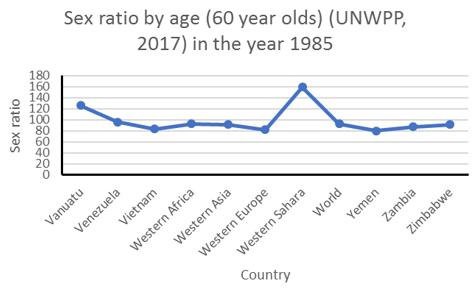 Sex ratio by age (60 year olds) (UNWPP,
2017) in the year 1985
Sex ratio
180
160
140
120
100
80
60
40
20
0
Vanuatu
Venezuela
Vietnam
Western Africa
Western Asia
Western Europe
Western Sahara
World
Yemen
Zambia
Zimbabwe
Country